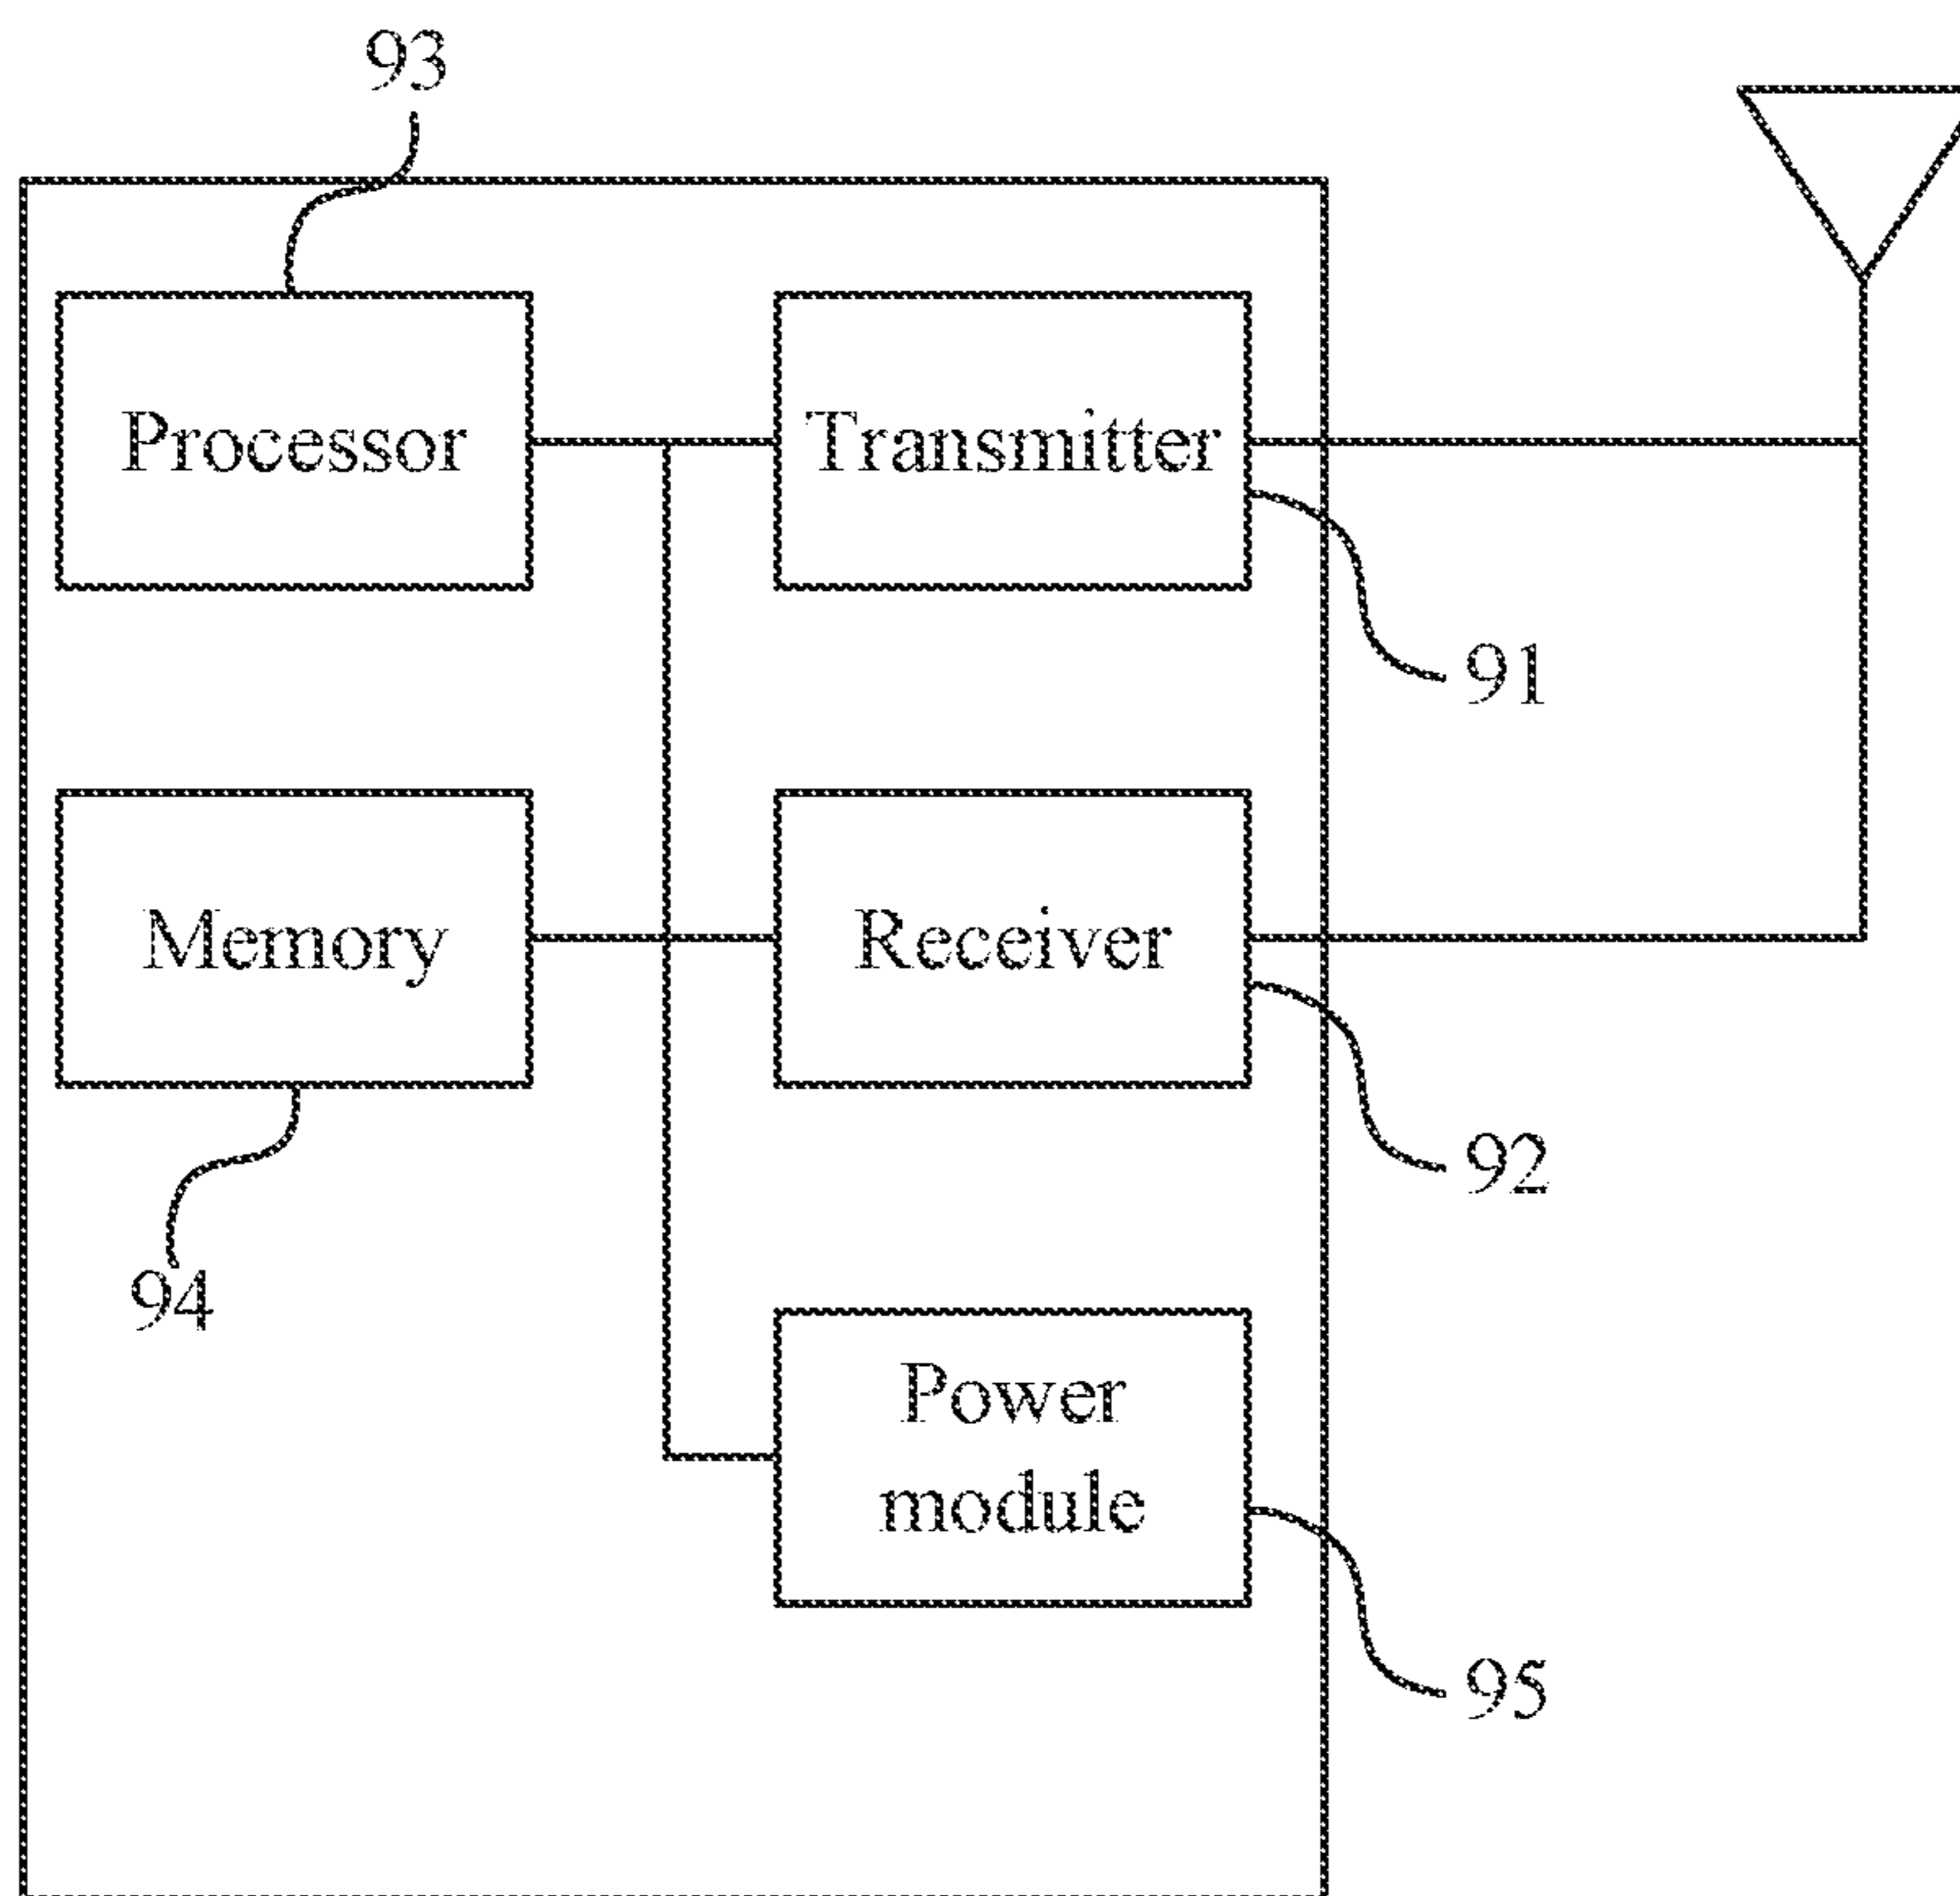 93
Processor
Transmitter
91
Memory
Receiver
92
94
Power
module
95